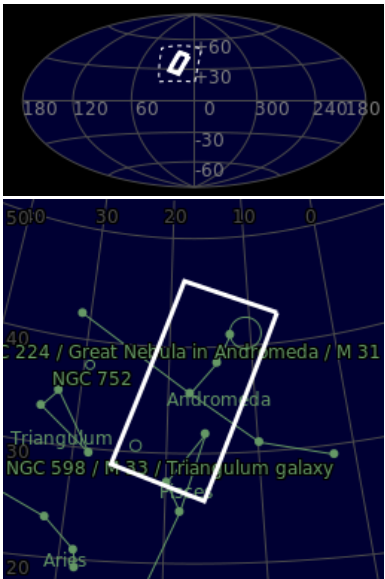 +60
+30
180 120 60 0 300 240 180
-30
-60
50 40 30 20 10 0
40
C 224 / Great Nebula in Andromeda / M 31
NGC 752
Andromeda
Triangulum
30
NGC 598 / M 33 / Triangulum galaxy
Pisces
Aries
20